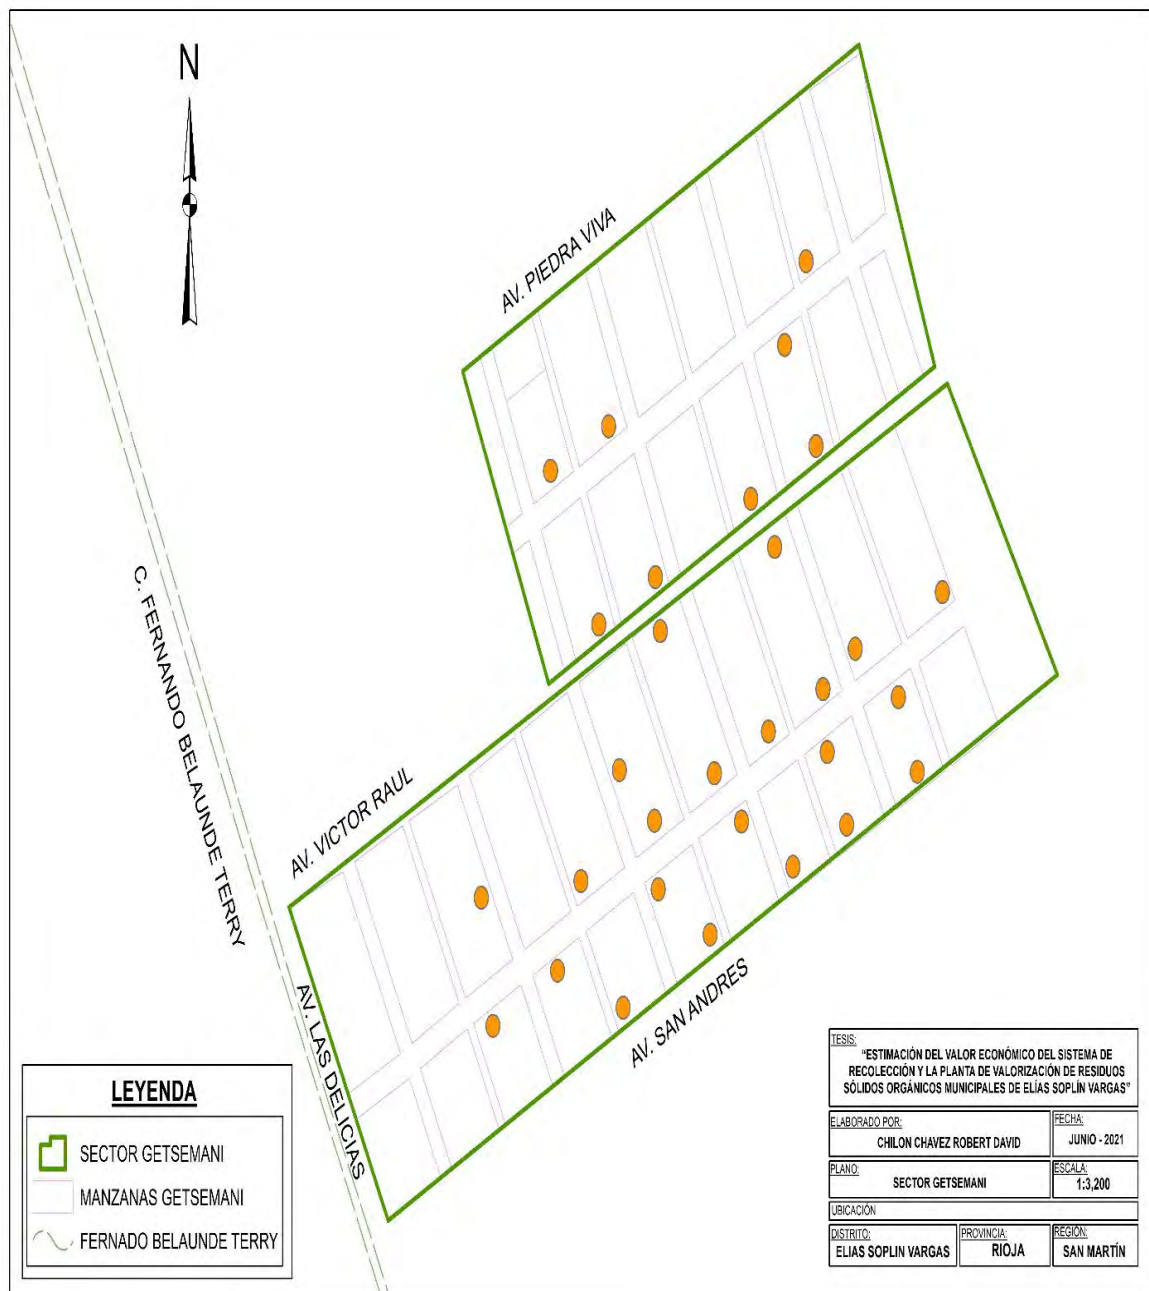 N
AV. PIEDRA VIVA
C. FERNANDO BELAUNDE TERRY
AV. VICTOR RAUL
AV. LAS DELICIAS
AV. SAN ANDRES
LEYENDA
SECTOR GETSEMANI
MANZANAS GETSEMANI
FERNADO BELAUNDE TERRY
TESIS:
"ESTIMACIÓN DEL VALOR ECONÓMICO DEL SISTEMA DE
RECOLECCIÓN Y LA PLANTA DE VALORIZACIÓN DE RESIDUOS
SÓLIDOS ORGÁNICOS MUNICIPALES DE ELÍAS SOPLÍN VARGAS"
ELABORADO POR:
CHILON CHAVEZ ROBERT DAVID
FECHA:
JUNIO - 2021
PLANO:
SECTOR GETSEMANI
ESCALA:
1:3,200
UBICACIÓN
DISTRITO:
ELIAS SOPLIN VARGAS
PROVINCIA:
RIOJA
REGIÓN:
SAN MARTÍN